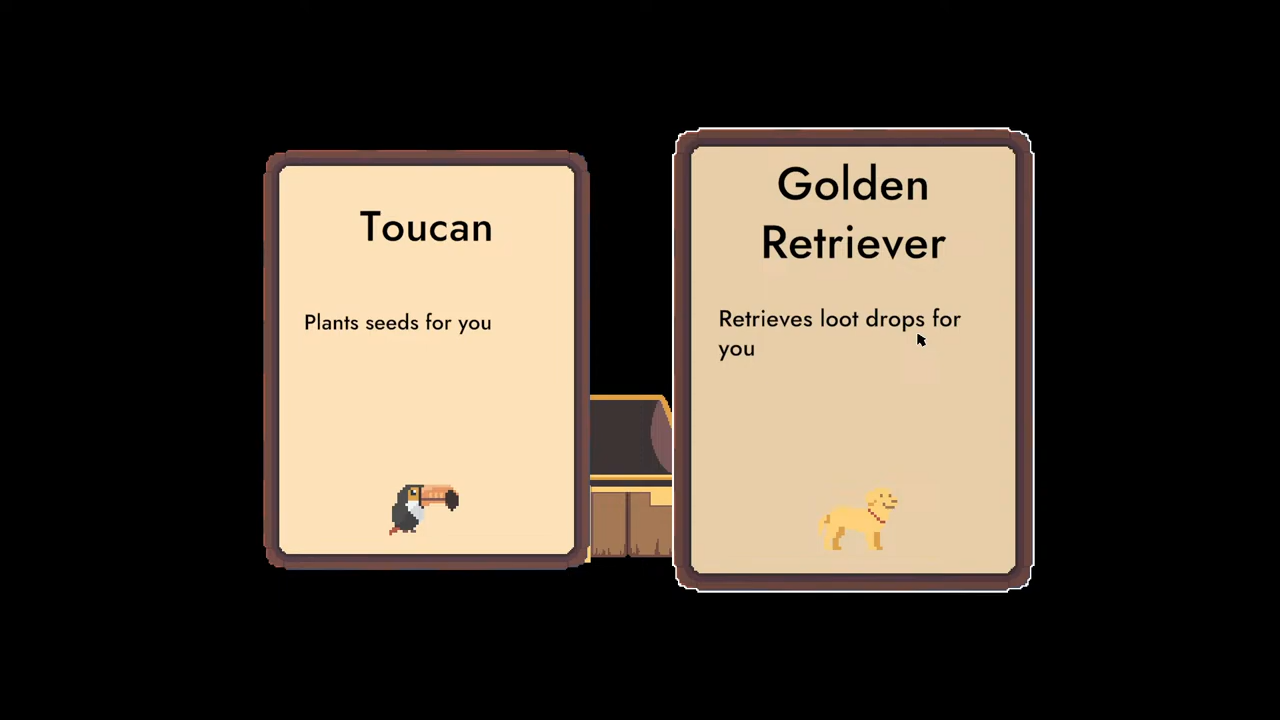 Toucan
Plants seeds for you
Golden
Retriever
Retrieves loot drops for
you